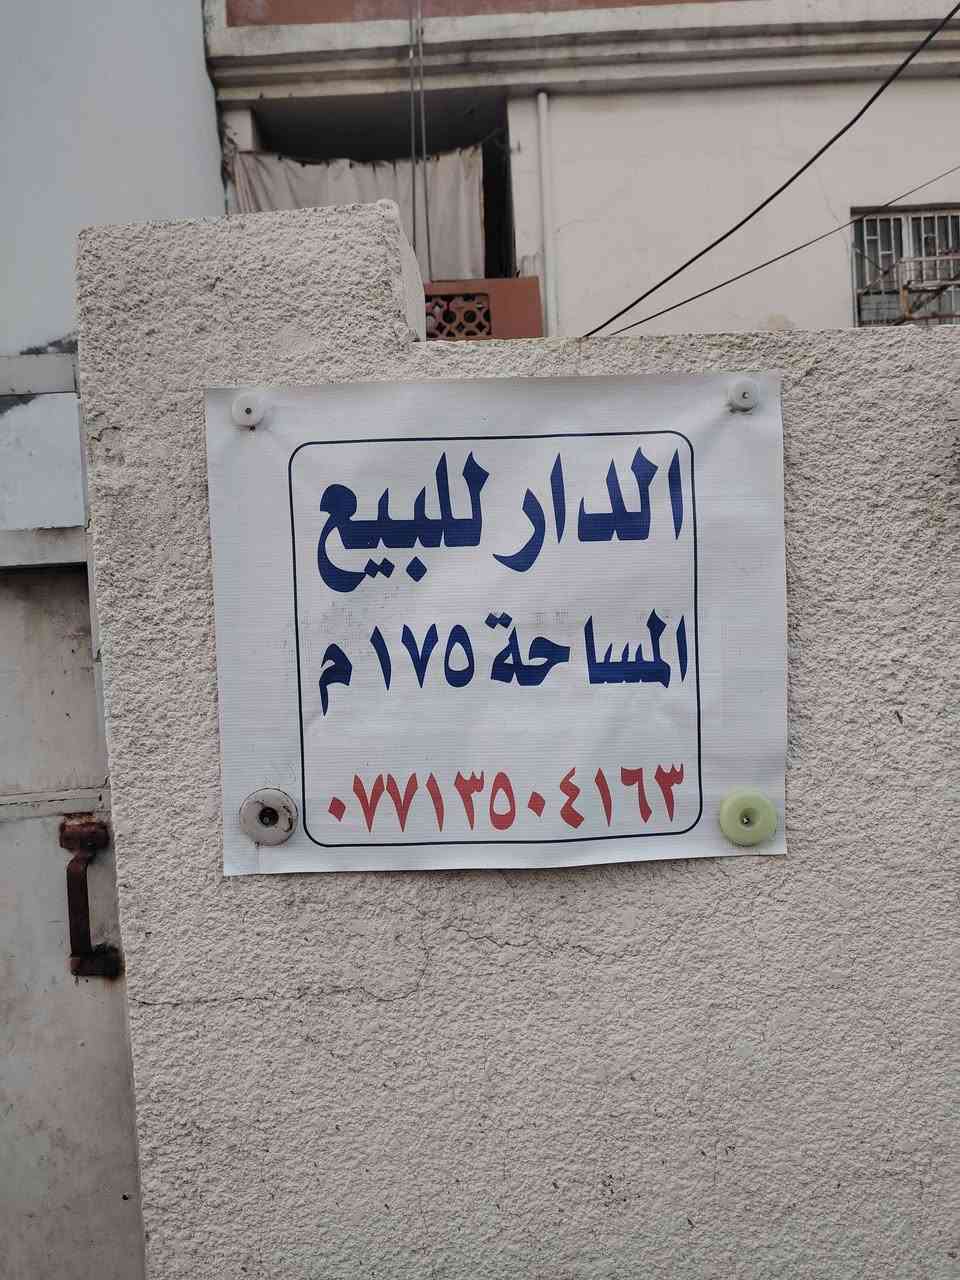 الدار للبيع
المساحة ١٧٥ م
٠٧٧١٣٥٠٤١٦٣